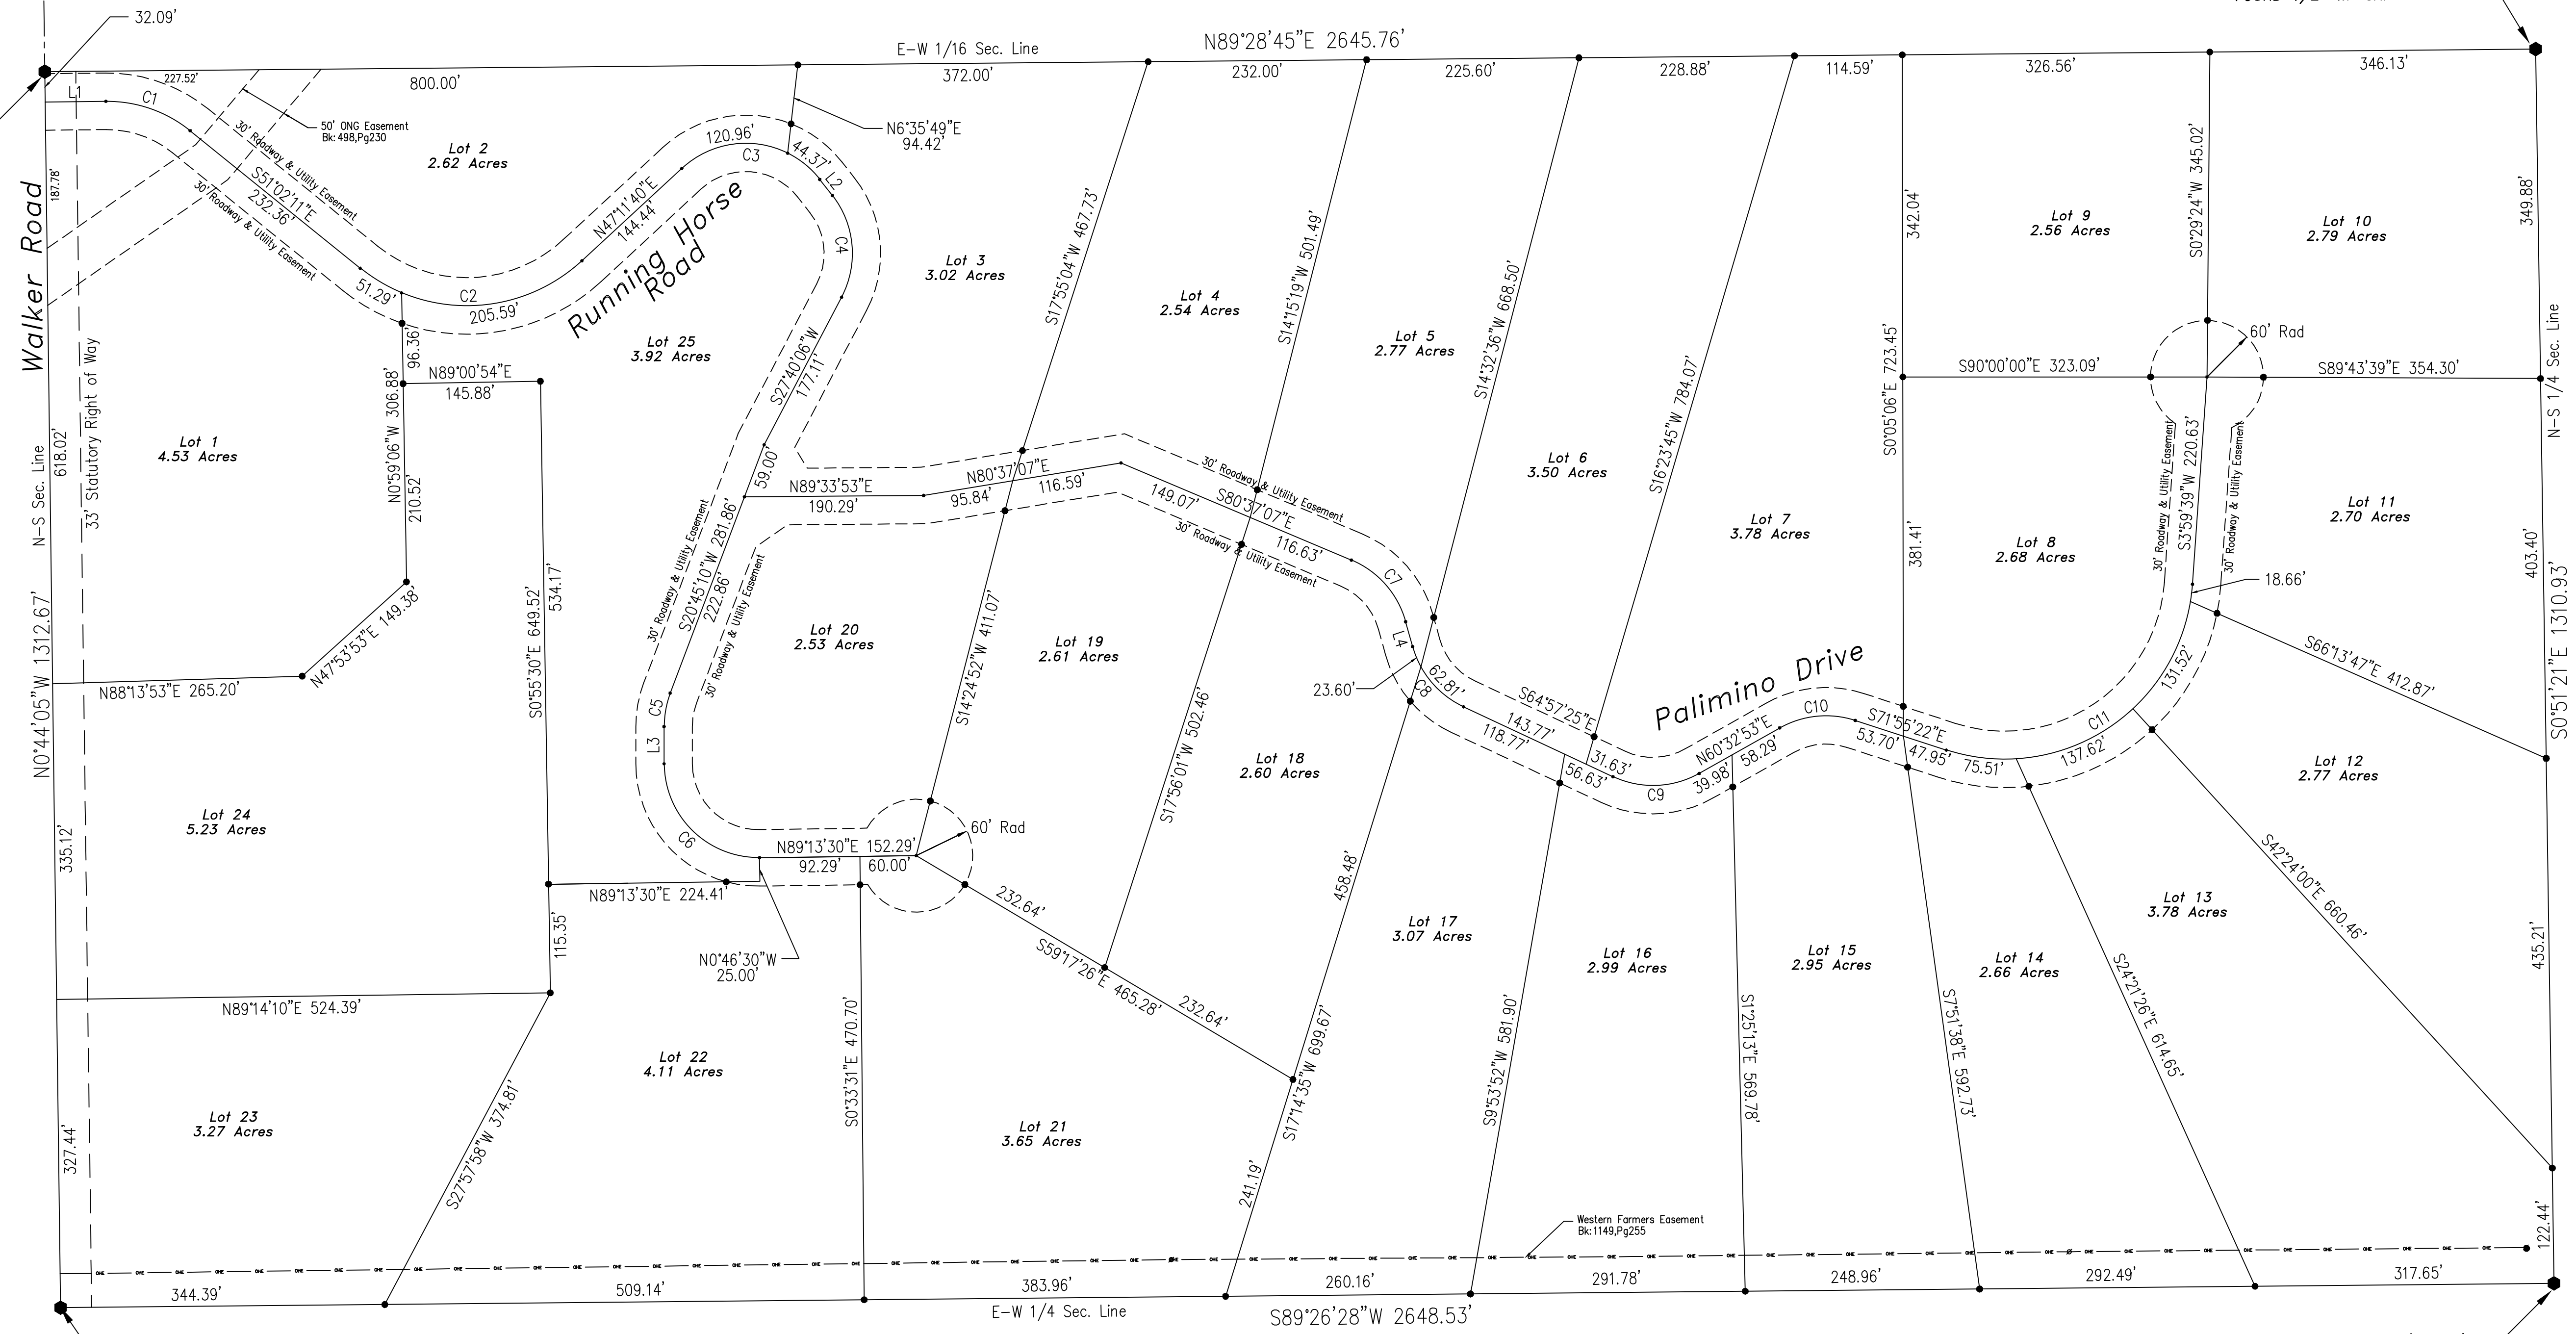 32.09'
E-W 1/16 Sec. Line
N89°28'45"E 2645.76'
227.52'
800.00'
372.00'
232.00'
225.60'
228.88'
114.59'
326.56'
346.13'
L1
C1
50' ONG Easement
Bk: 498,Pg230
Lot 2
2.62 Acres
120.96'
C3
44.37'
L2
N6°35'49"E
94.42'
187.78'
Walker Road
30' Roadway & Utility Easement
S51°02'11"E
232.36'
30' Roadway & Utility Easement
N47°11'40"E
144.44'
Running Horse
Road
C4
51.29'
C2
205.59'
Lot 3
3.02 Acres
S17°55'04"W 467.73'
Lot 4
2.54 Acres
S14°15'19"W 501.49'
Lot 5
2.77 Acres
S14°32'36"W 668.50'
S16°23'45"W 784.07'
342.04'
S0°05'06"E 723.45'
Lot 9
2.56 Acres
S0°29'24"W 345.02'
Lot 10
2.79 Acres
349.88'
N-S 1/4 Sec. Line
60' Rad
S90°00'00"E 323.09'
S89°43'39"E 354.30'
Lot 25
3.92 Acres
96.36'
N89°00'54"E
145.88'
S27°40'06"W
177.11'
Lot 1
4.53 Acres
N-S Sec. Line
618.02'
33' Statutory Right of Way
N0°59'06"W 306.88'
210.52'
59.00'
N89°33'53"E
190.29'
N80°37'07"E
95.84'
116.59'
30' Roadway & Utility Easement
149.07'
S80°37'07"E
116.63'
30' Roadway & Utility Easement
Lot 6
3.50 Acres
Lot 7
3.78 Acres
381.41'
Lot 8
2.68 Acres
30' Roadway & Utility Easement
S3°59'39"W 220.63'
30' Roadway & Utility Easement
Lot 11
2.70 Acres
403.40'
S0°51'21"E 1310.93'
18.66'
S66°13'47"E 412.87'
N0°44'05"W 1312.67'
N88°13'53"E 265.20'
N47°53'53"E 149.38'
S0°55'30"E 649.52'
534.17'
30' Roadway & Utility Easement
S20°45'10"W 281.86'
222.86'
30' Roadway & Utility Easement
Lot 20
2.53 Acres
S14°24'52"W 411.07'
Lot 19
2.61 Acres
S17°56'01"W 502.46'
C7
L4
23.60'
62.81'
C8
S64°57'25"E
143.77'
118.77'
31.63'
56.63'
C9
N60°32'53"E
39.98'
58.29'
C10
Palimino Drive
S71°55'22"E
53.70'
47.95'
75.51'
C11
137.62'
131.52'
C5
L3
C6
Lot 18
2.60 Acres
Lot 12
2.77 Acres
Lot 24
5.23 Acres
335.12'
N89°13'30"E 152.29'
92.29'
60.00'
60' Rad
N89°13'30"E 224.41'
N0°46'30"W
25.00'
115.35'
232.64'
S59°17'26"E 465.28'
232.64'
458.48'
S17°14'35"W 699.67'
241.19'
Lot 17
3.07 Acres
S9°53'52"W 581.90'
Lot 16
2.99 Acres
S1°25'13"E 569.78'
Lot 15
2.95 Acres
S7°51'38"E 592.73'
Lot 14
2.66 Acres
S24°21'26"E 614.65'
Lot 13
3.78 Acres
S42°24'00"E 660.46'
435.21'
N89°14'10"E 524.39'
Lot 22
4.11 Acres
S0°33'31"E 470.70'
Lot 23
3.27 Acres
327.44'
S27°57'58"W 374.81'
Lot 21
3.65 Acres
Western Farmers Easement
Bk:1149,Pg255
122.44'
344.39'
509.14'
383.96'
260.16'
291.78'
248.96'
292.49'
317.65'
E-W 1/4 Sec. Line
S89°26'28"W 2648.53'